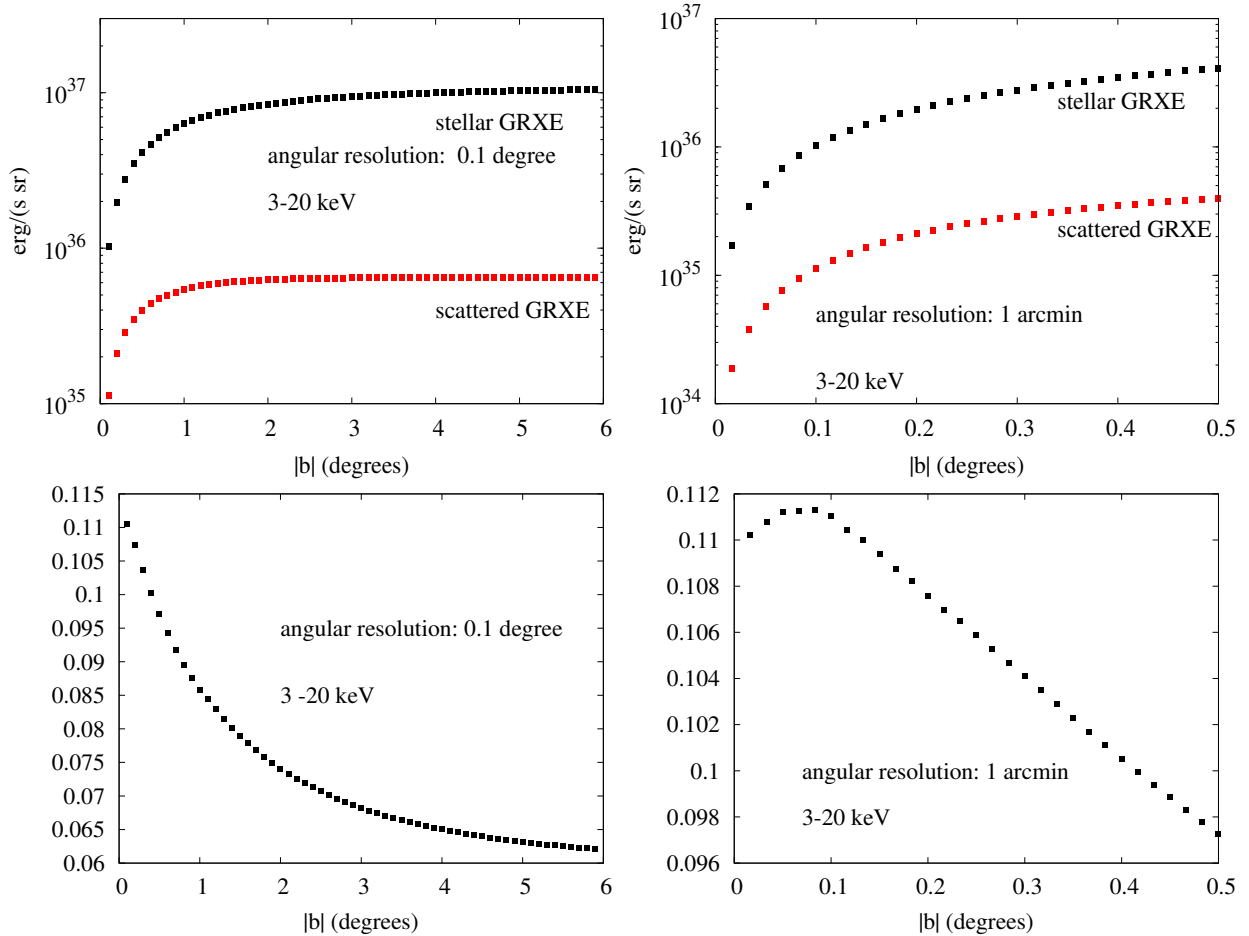 10^37
10^36
10^35
erg/(s sr)
stellar GRXE
angular resolution:  0.1 degree
3-20 keV
scattered GRXE
0 1 2 3 4 5 6
|b| (degrees)
10^37
10^36
10^35
10^34
erg/(s sr)
stellar GRXE
scattered GRXE
angular resolution: 1 arcmin
3-20 keV
0 0.1 0.2 0.3 0.4 0.5
|b| (degrees)
0.115
0.11
0.105
0.1
0.095
0.09
0.085
0.08
0.075
0.07
0.065
0.06
angular resolution: 0.1 degree
3 -20 keV
0 1 2 3 4 5 6
|b| (degrees)
0.112
0.11
0.108
0.106
0.104
0.102
0.1
0.098
0.096
angular resolution: 1 arcmin
3-20 keV
0 0.1 0.2 0.3 0.4 0.5
|b| (degrees)